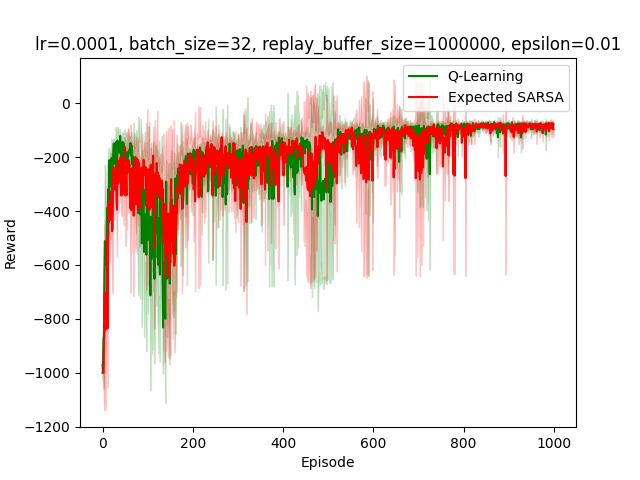 lr=0.0001, batch_size=32, replay_buffer_size=1000000, epsilon=0.01
Q-Learning
Expected SARSA
0
−200
−400
−600
−800
−1000
−1200
Reward
0 200 400 600 800 1000
Episode